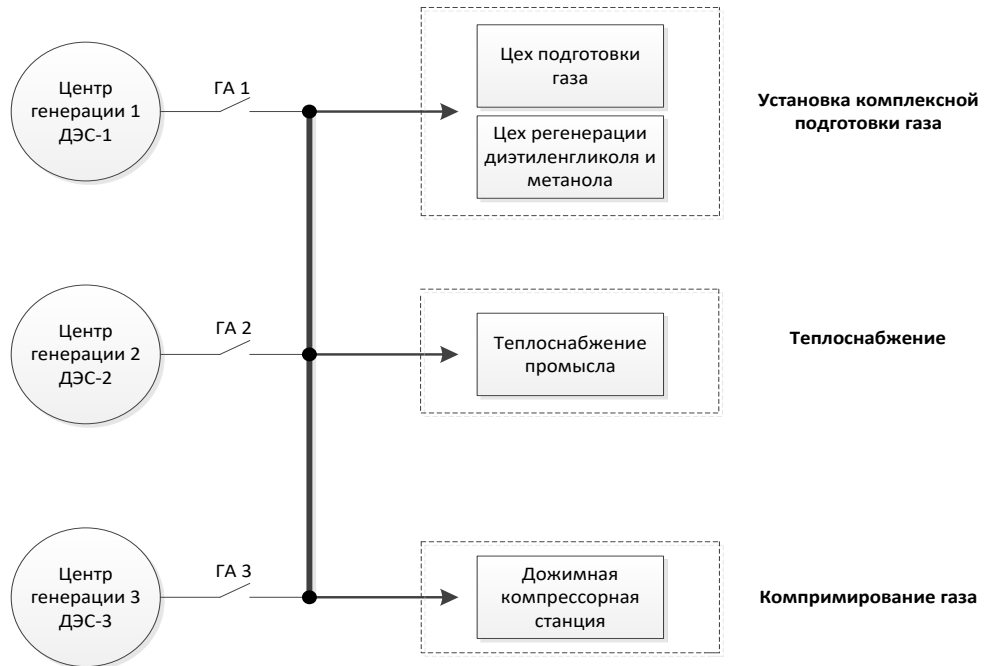 Центр
генерации 1
ДЭС-1
ГА 1
Цех подготовки
газа
Цех регенерации
диэтиленгликоля и
метанола
Установка комплексной
подготовки газа
Центр
генерации 2
ДЭС-2
ГА 2
Теплоснабжение
промысла
Теплоснабжение
Центр
генерации 3
ДЭС-3
ГА 3
Дожимная
компрессорная
станция
Компримирование газа